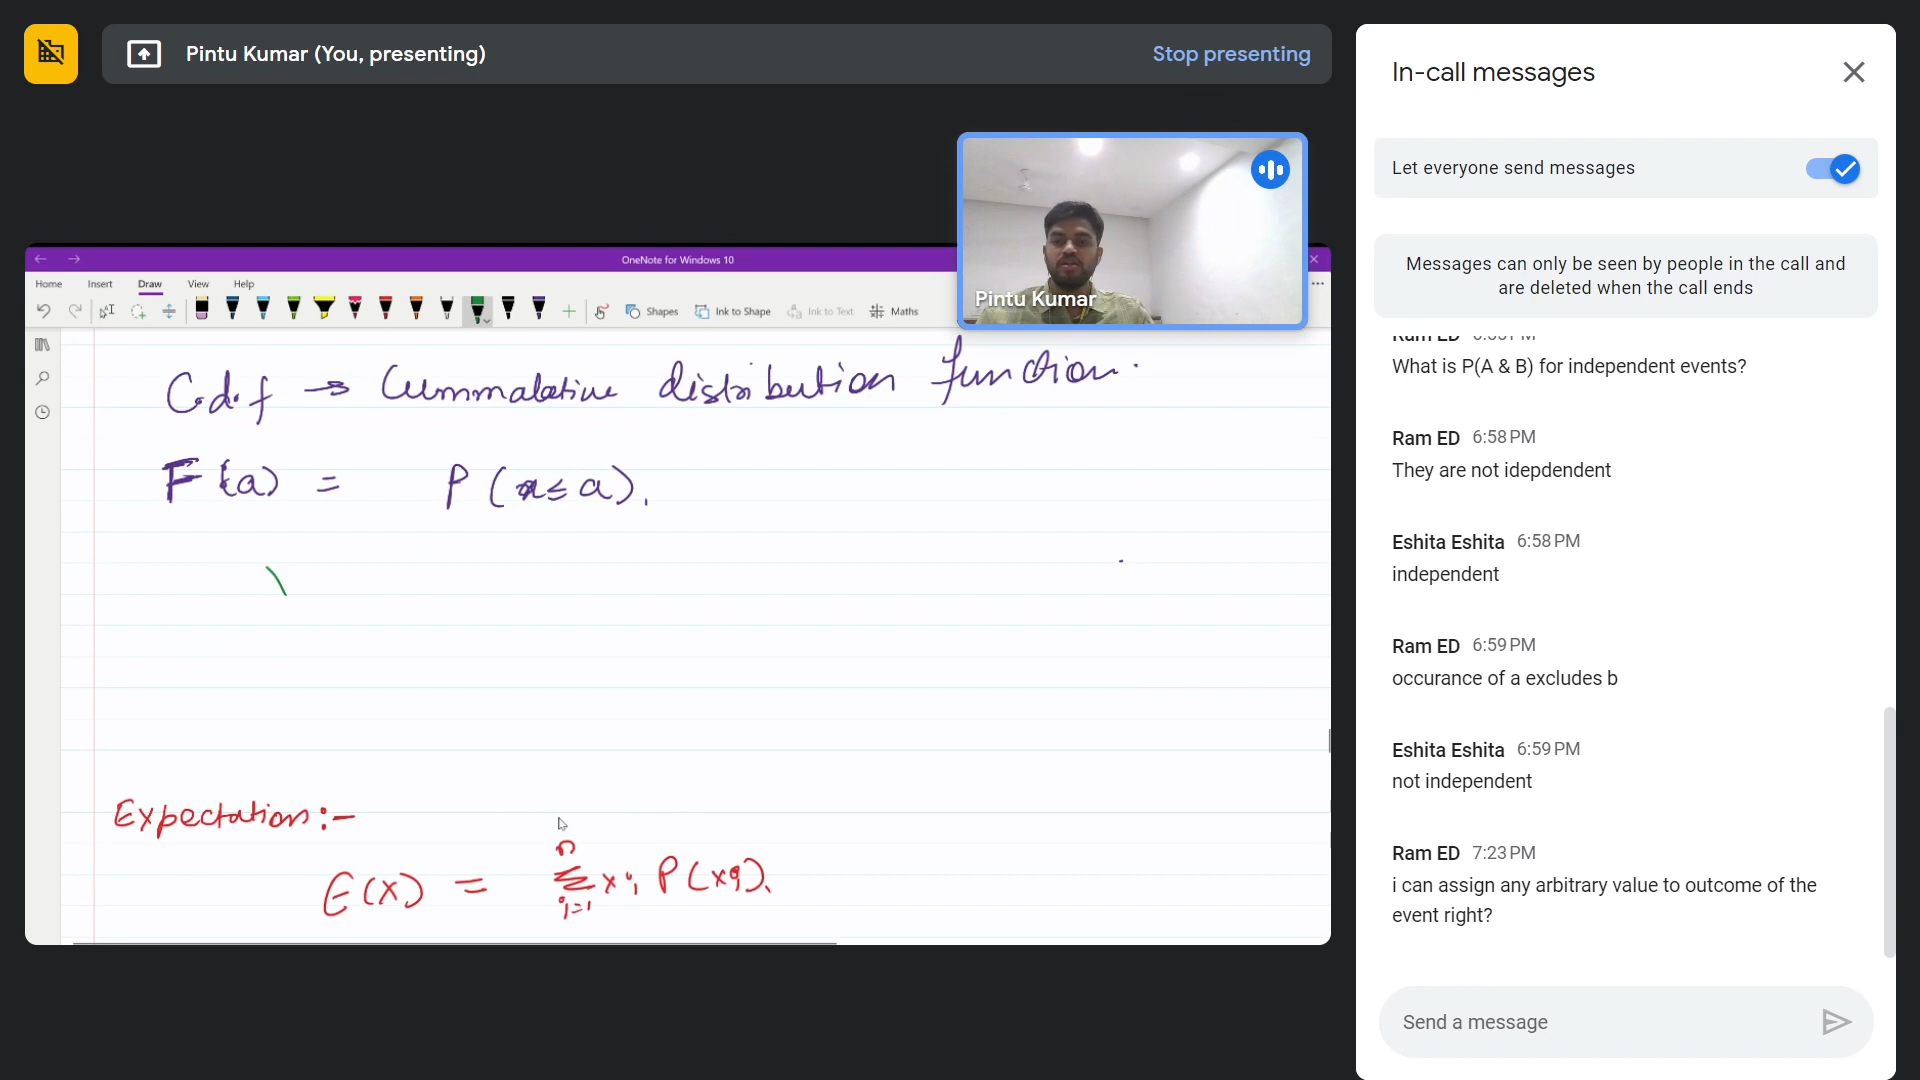 Pintu Kumar (You, presenting)
Stop presenting
OneNote for Windows 10
Home Insert Draw View Help
Shapes Ink to Shape Ink to Text Maths
Pintu Kumar
C.d.f → Cummalative distribution function.
F(a) = P(x ≤ a).
Expectation :-
E(X) = n Σ i=1 xi P(xi).
In-call messages
Let everyone send messages
Messages can only be seen by people in the call and
are deleted when the call ends
What is P(A & B) for independent events?
Ram ED 6:58 PM
They are not idepdendent
Eshita Eshita 6:58 PM
independent
Ram ED 6:59 PM
occurance of a excludes b
Eshita Eshita 6:59 PM
not independent
Ram ED 7:23 PM
i can assign any arbitrary value to outcome of the
event right?
Send a message